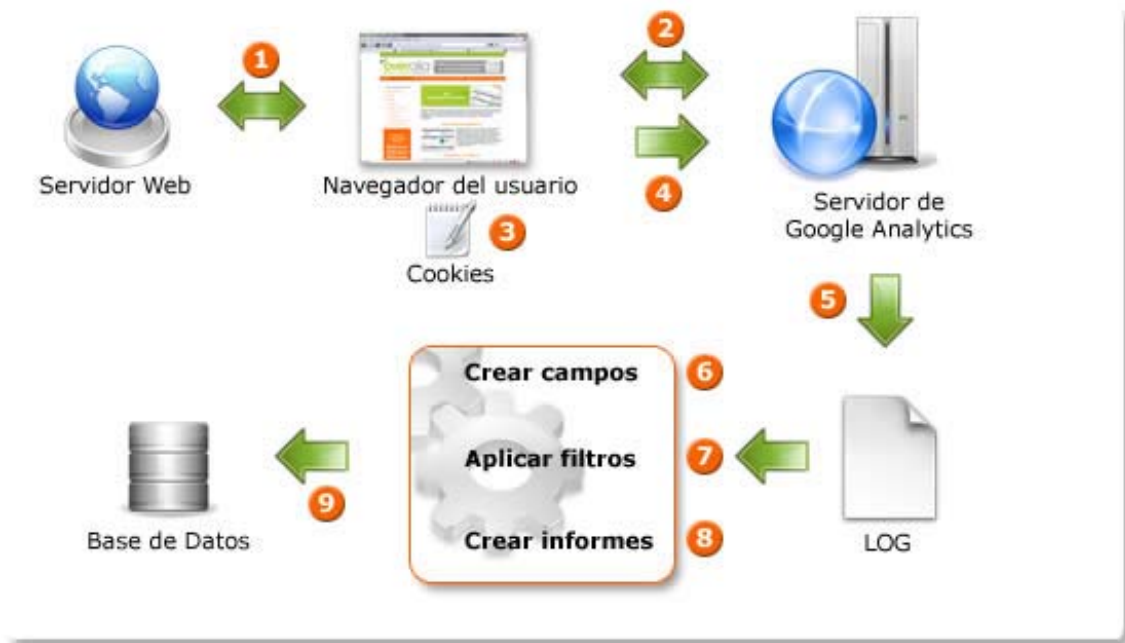 1
2
Servidor Web
Navegador del usuario
4
Servidor de
Google Analytics
3
Cookies
5
Crear campos
6
Aplicar filtros
7
Crear informes
8
9
Base de Datos
LOG